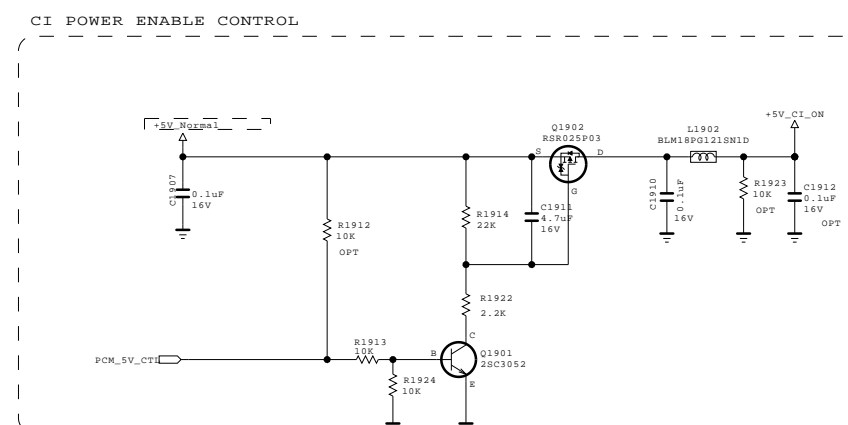 CI POWER ENABLE CONTROL
+5V_Normal
C1907
0.1uF
16V
R1912
10K
OPT
R1914
22K
C1911
4.7uF
16V
Q1902
RSR025P03
S
D
G
L1902
BLM18PG121SN1D
+5V_CI_ON
C1910
0.1uF
16V
R1923
10K
OPT
C1912
0.1uF
16V
OPT
R1922
2.2K
PCM_5V_CTL
R1913
10K
R1924
10K
B
C
E
Q1901
2SC3052